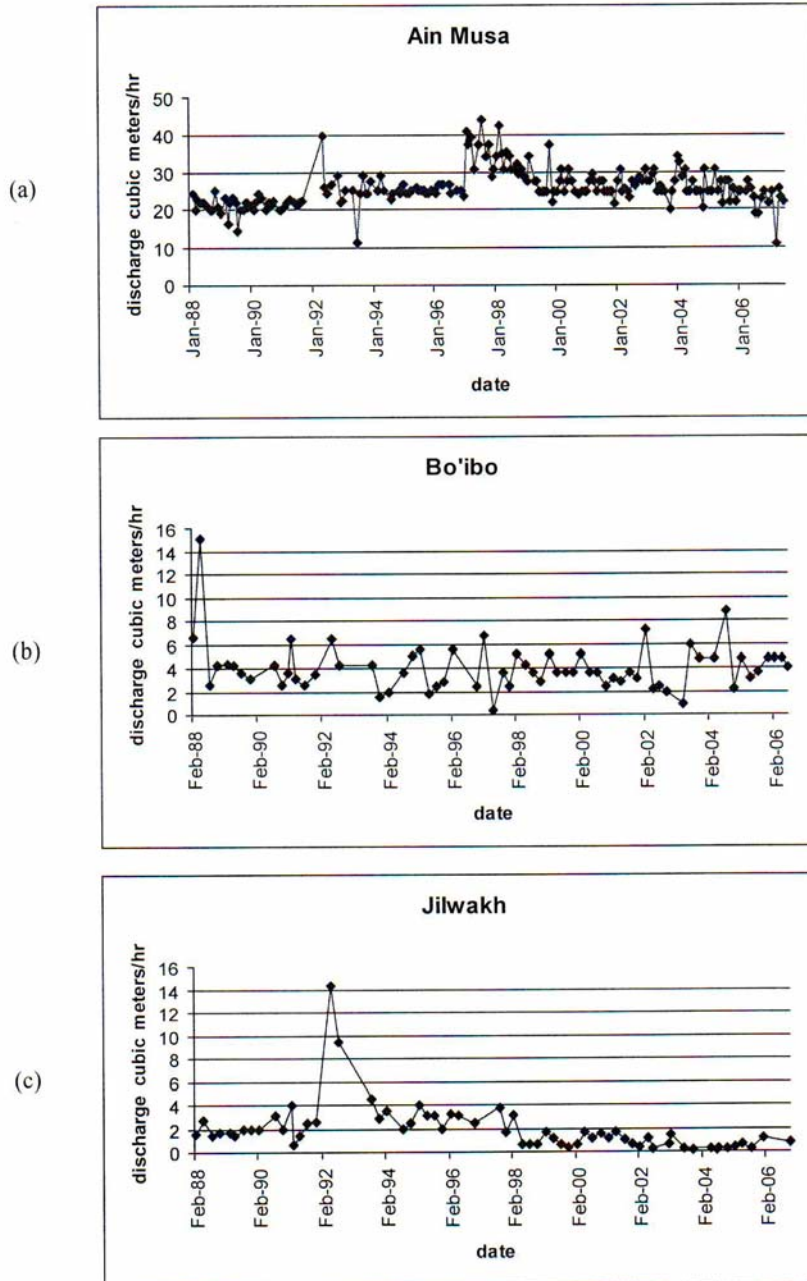 (a)
Ain Musa
discharge cubic meters/hr
50
40
30
20
10
0
Jan-88
Jan-90
Jan-92
Jan-94
Jan-96
Jan-98
Jan-00
Jan-02
Jan-04
Jan-06
date
(b)
Bo'ibo
discharge cubic meters/hr
16
14
12
10
8
6
4
2
0
Feb-88
Feb-90
Feb-92
Feb-94
Feb-96
Feb-98
Feb-00
Feb-02
Feb-04
Feb-06
date
(c)
Jilwakh
discharge cubic meters/hr
16
14
12
10
8
6
4
2
0
Feb-88
Feb-90
Feb-92
Feb-94
Feb-96
Feb-98
Feb-00
Feb-02
Feb-04
Feb-06
date